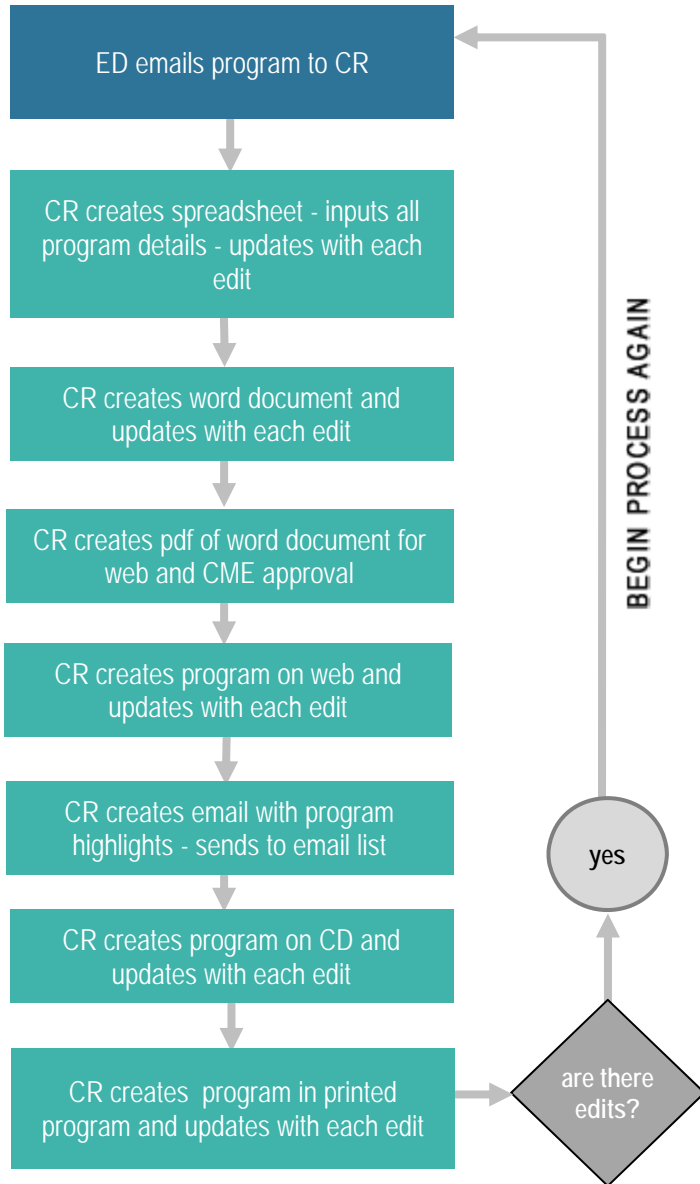 ED emails program to CR
CR creates spreadsheet - inputs all
program details - updates with each
edit
CR creates word document and
updates with each edit
CR creates pdf of word document for
web and CME approval
CR creates program on web and
updates with each edit
CR creates email with program
highlights - sends to email list
CR creates program on CD and
updates with each edit
CR creates program in printed
program and updates with each edit
are there
edits?
yes
BEGIN PROCESS AGAIN